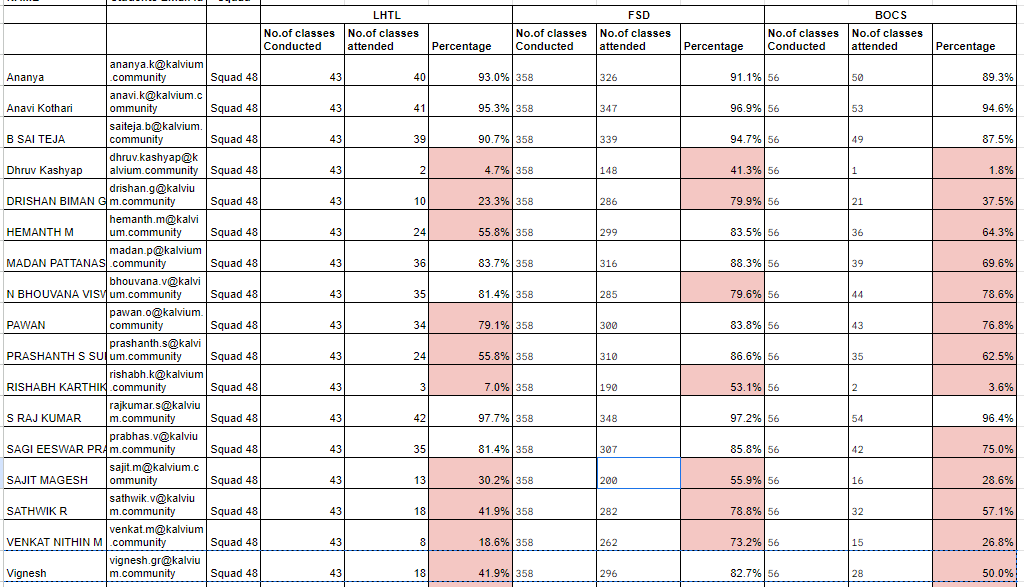 LHTL FSD BOCS
No.of classes No.of classes No.of classes No.of classes No.of classes No.of classes
Conducted attended Percentage Conducted attended Percentage Conducted attended Percentage
ananya.k@kalvium
Ananya .community Squad 48 43 40 93.0% 358 326 91.1% 56 50 89.3%
anavi.k@kalvium.c
Anavi Kothari ommunity Squad 48 43 41 95.3% 358 347 96.9% 56 53 94.6%
saiteja.b@kalvium.
B SAI TEJA community Squad 48 43 39 90.7% 358 339 94.7% 56 49 87.5%
dhruv.kashyap@k
Dhruv Kashyap alvium.community Squad 48 43 2 4.7% 358 148 41.3% 56 1 1.8%
drishan.g@kalviu
DRISHAN BIMAN G m.community Squad 48 43 10 23.3% 358 286 79.9% 56 21 37.5%
hemanth.m@kalvi
HEMANTH M um.community Squad 48 43 24 55.8% 358 299 83.5% 56 36 64.3%
madan.p@kalvium
MADAN PATTANAS .community Squad 48 43 36 83.7% 358 316 88.3% 56 39 69.6%
bhouvana.v@kalvi
N BHOUVANA VISV um.community Squad 48 43 35 81.4% 358 285 79.6% 56 44 78.6%
pawan.o@kalvium.
PAWAN community Squad 48 43 34 79.1% 358 300 83.8% 56 43 76.8%
prashanth.s@kalvi
PRASHANTH S SU um.community Squad 48 43 24 55.8% 358 310 86.6% 56 35 62.5%
rishabh.k@kalvium
RISHABH KARTHIK .community Squad 48 43 3 7.0% 358 190 53.1% 56 2 3.6%
rajkumar.s@kalviu
S RAJ KUMAR m.community Squad 48 43 42 97.7% 358 348 97.2% 56 54 96.4%
prabhas.v@kalviu
SAGI EESWAR PRA m.community Squad 48 43 35 81.4% 358 307 85.8% 56 42 75.0%
sajit.m@kalvium.c
SAJIT MAGESH ommunity Squad 48 43 13 30.2% 358 200 55.9% 56 16 28.6%
sathwik.v@kalviu
SATHWIK R m.community Squad 48 43 18 41.9% 358 282 78.8% 56 32 57.1%
venkat.m@kalvium
VENKAT NITHIN M .community Squad 48 43 8 18.6% 358 262 73.2% 56 15 26.8%
vignesh.gr@kalviu
Vignesh m.community Squad 48 43 18 41.9% 358 296 82.7% 56 28 50.0%